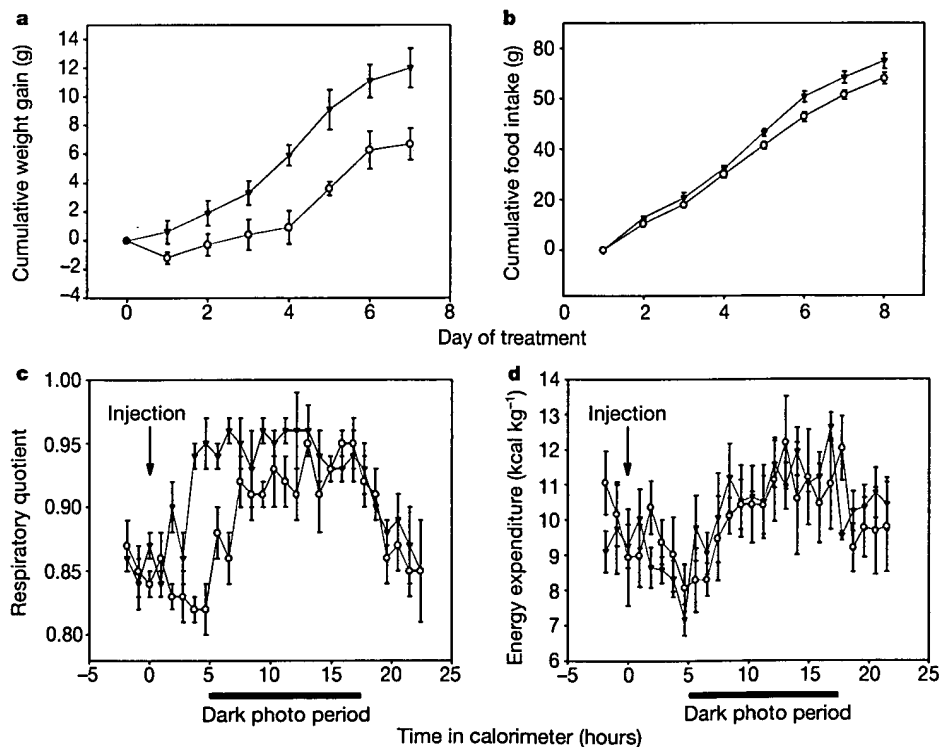 a
Cumulative weight gain (g)
14
12
10
8
6
4
2
0
−2
−4
0 2 4 6 8
b
Cumulative food intake (g)
80
60
40
20
0
0 2 4 6 8
Day of treatment
c
Respiratory quotient
1.00
0.95
0.90
0.85
0.80
Injection
−5 0 5 10 15 20 25
Dark photo period
d
Energy expenditure (kcal kg⁻¹)
14
13
12
11
10
9
8
7
6
Injection
−5 0 5 10 15 20 25
Dark photo period
Time in calorimeter (hours)